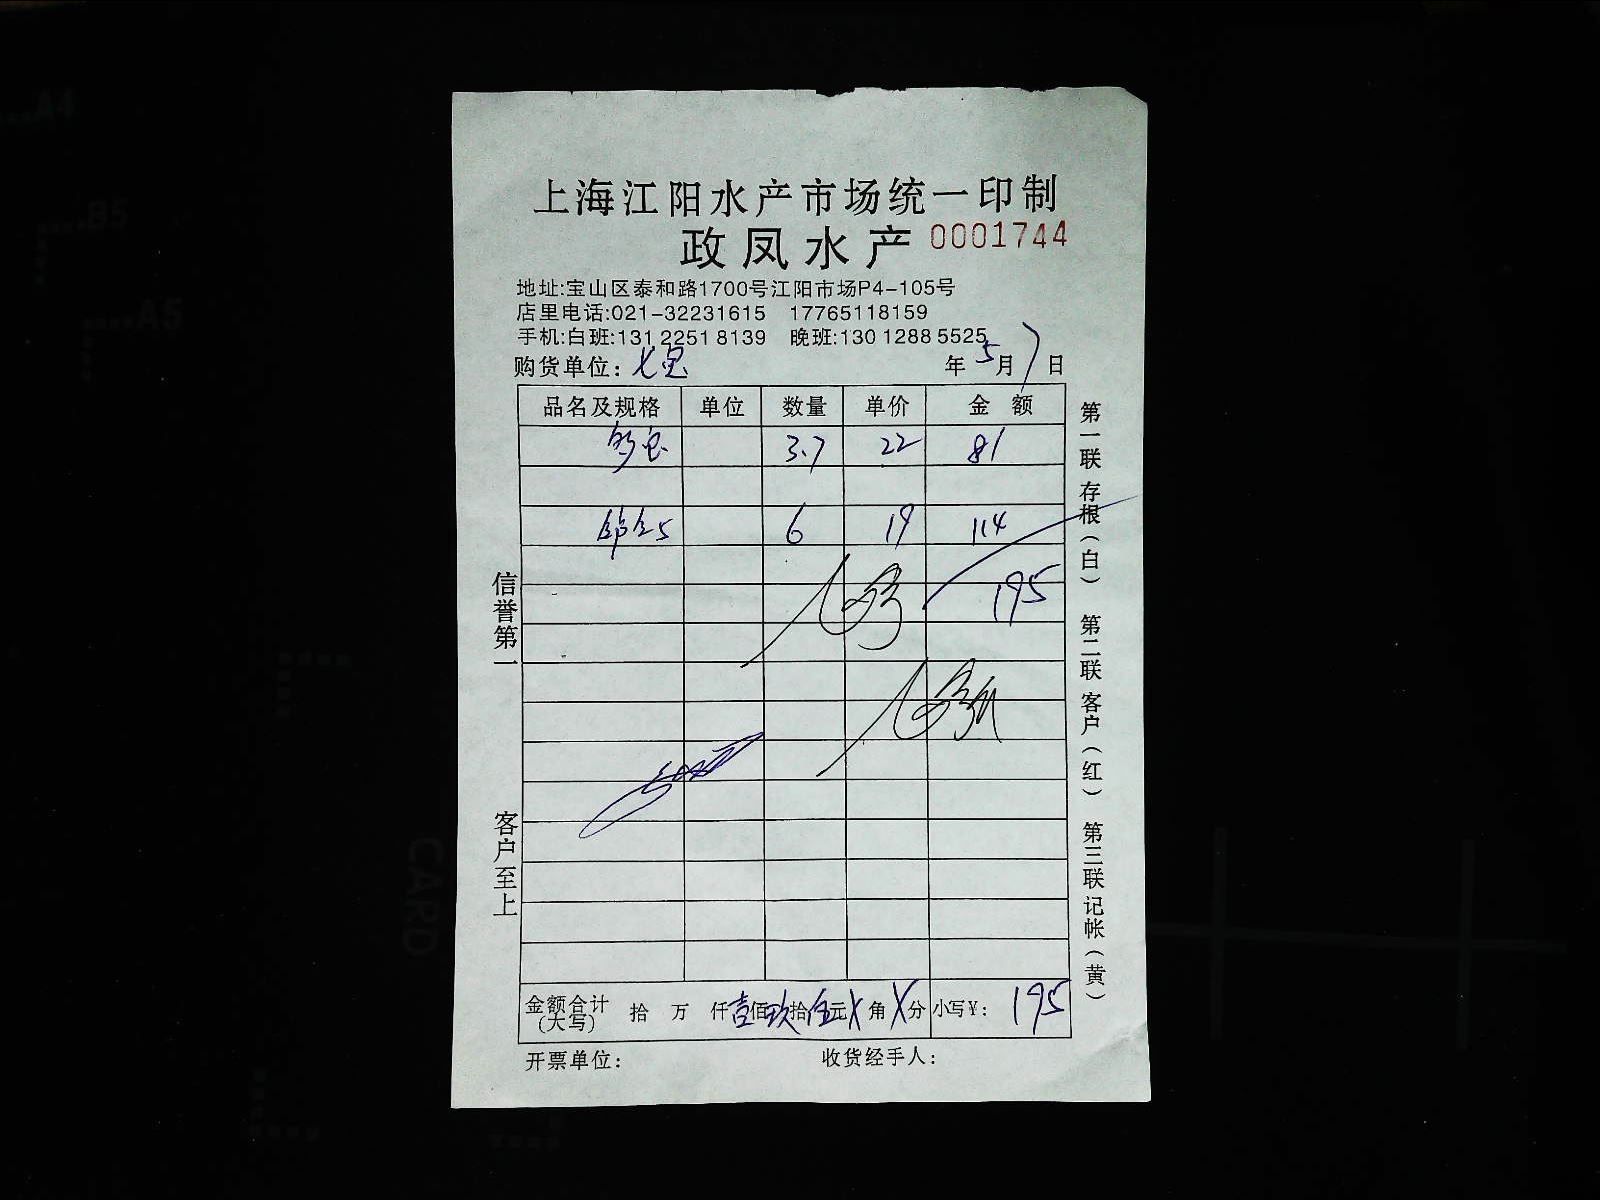 上海江阳水产市场统一印制
政凤水产 0001744
地址:宝山区泰和路1700号江阳市场P4-105号
店里电话:021-32231615 17765118159
手机:白班:131 2251 8139 晚班:130 1288 5525
购货单位: 年 5 月 7 日
品名及规格 单位 数量 单价 金 额
3.7 22 81
6 19 114
195
金额合计(大写) 拾 万 仟 壹 佰 玖 拾 伍 元 X 角 X 分 小写¥: 195
开票单位: 收货经手人:
信誉第一
客户至上
第一联 存根(白) 第二联 客户(红) 第三联 记帐(黄)
A4
B5
A5
CARD